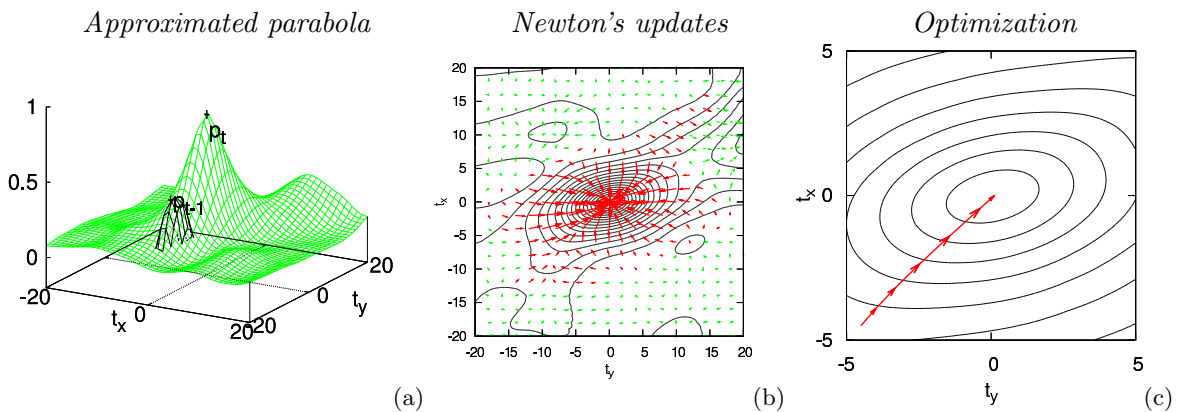 Approximated parabola
Newton's updates
Optimization
1
0.5
0
-20
t_x
0
20
-20
0
t_y
20
p_t
p_t-1
(a)
20
15
10
5
0
-5
-10
-15
-20
t_x
-20 -15 -10 -5 0 5 10 15 20
t_y
(b)
5
0
-5
t_x
-5 0 5
t_y
(c)